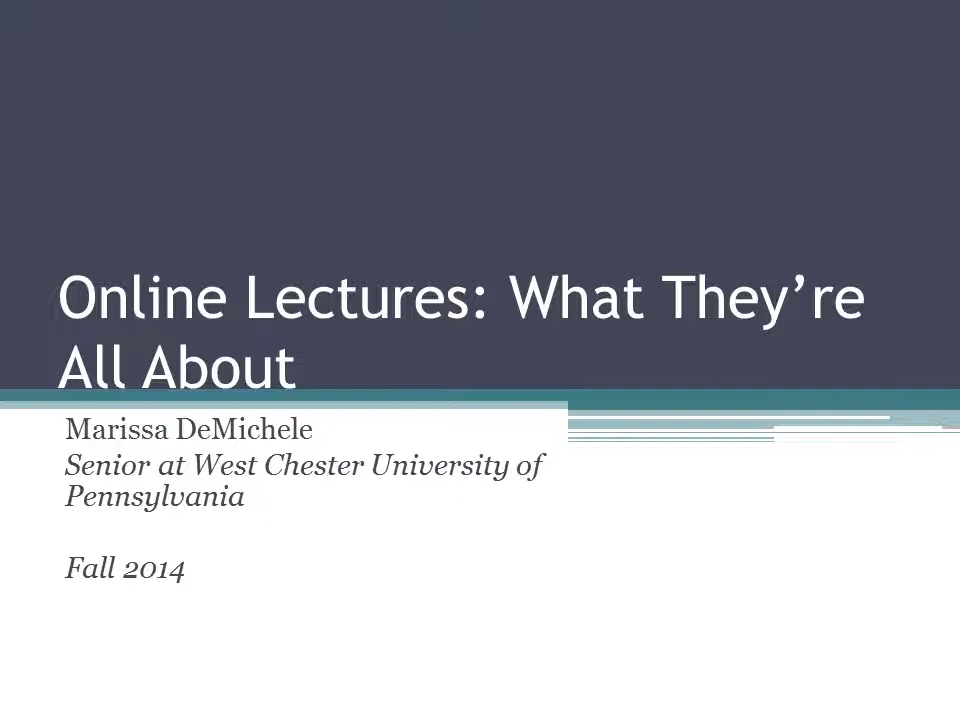 Online Lectures: What They’re
All About
Marissa DeMichele
Senior at West Chester University of
Pennsylvania
Fall 2014